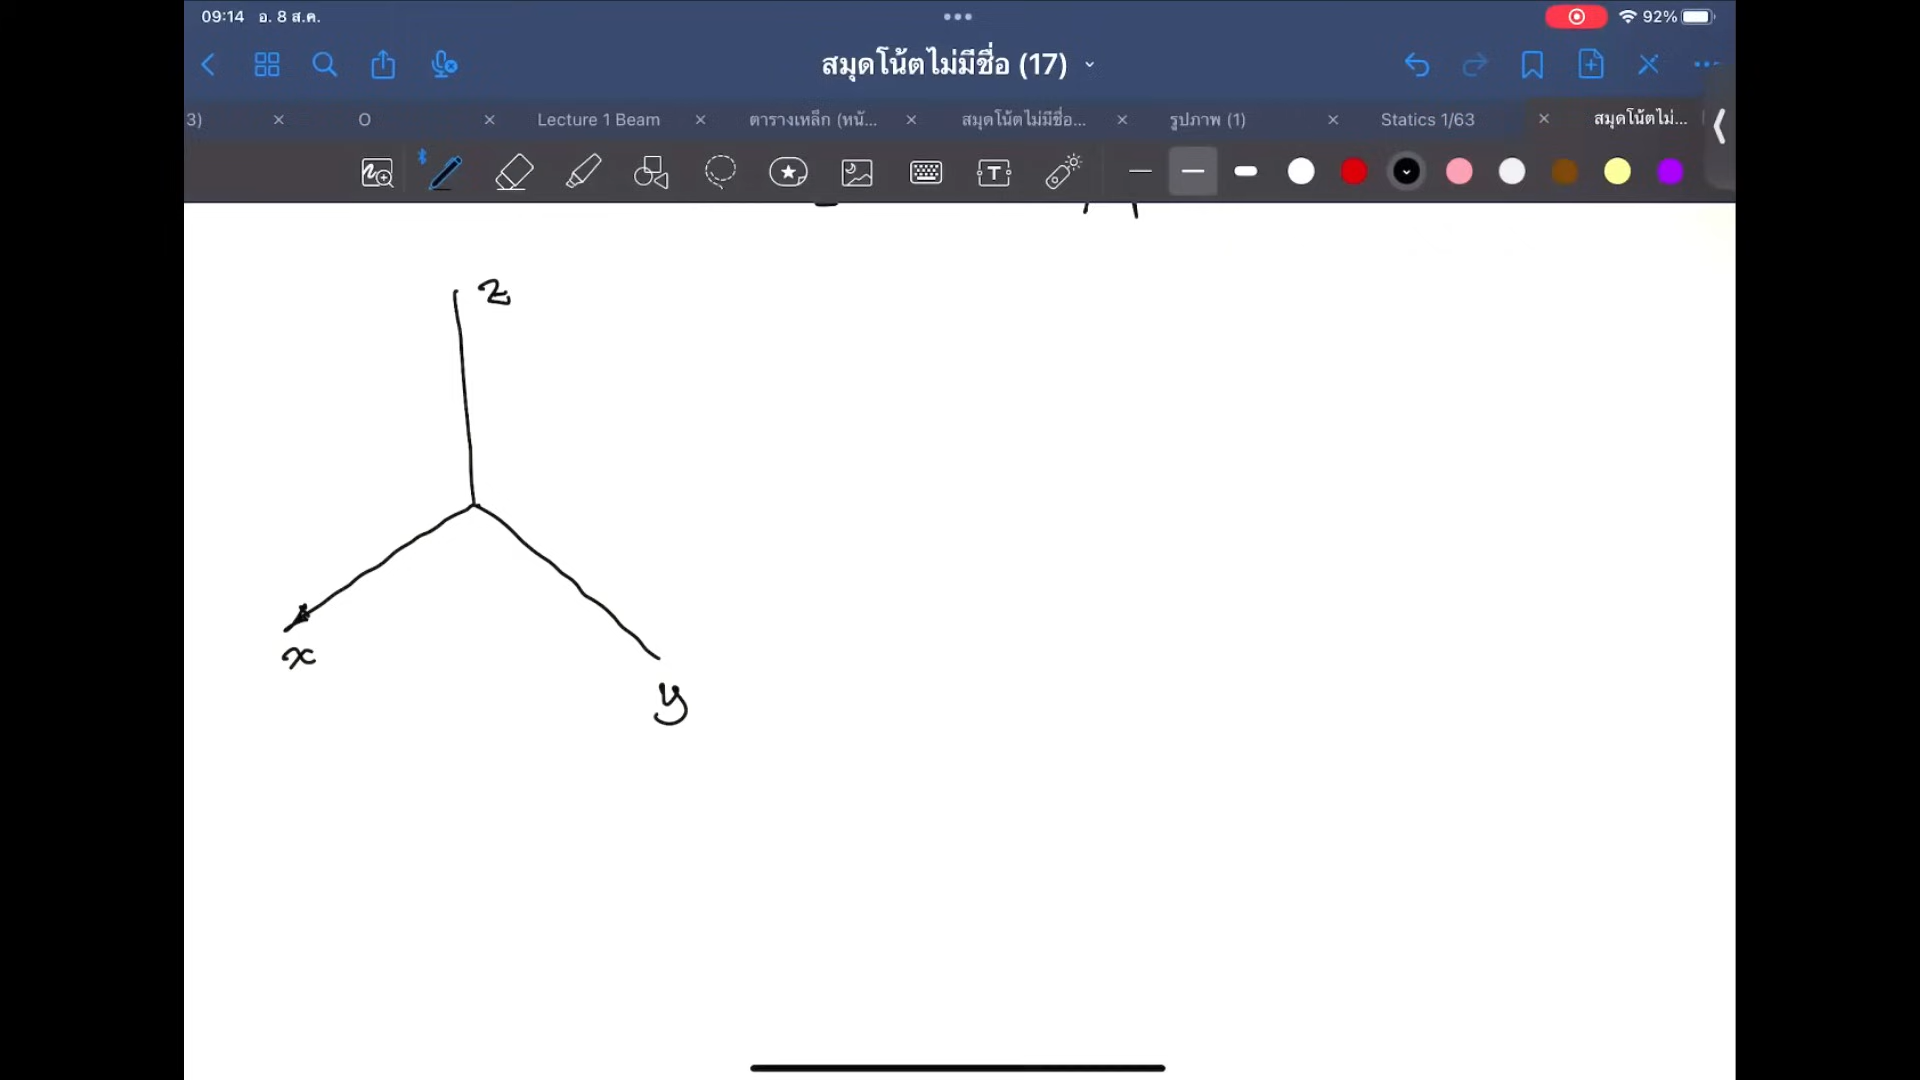 09:14 อ. 8 ส.ค. 92%
สมุดโน้ตไม่มีชื่อ (17)
3) O Lecture 1 Beam ตารางเหล็ก (หนั... สมุดโน้ตไม่มีชื่อ... รูปภาพ (1) Statics 1/63 สมุดโน้ตไม่...
T
z
x
y